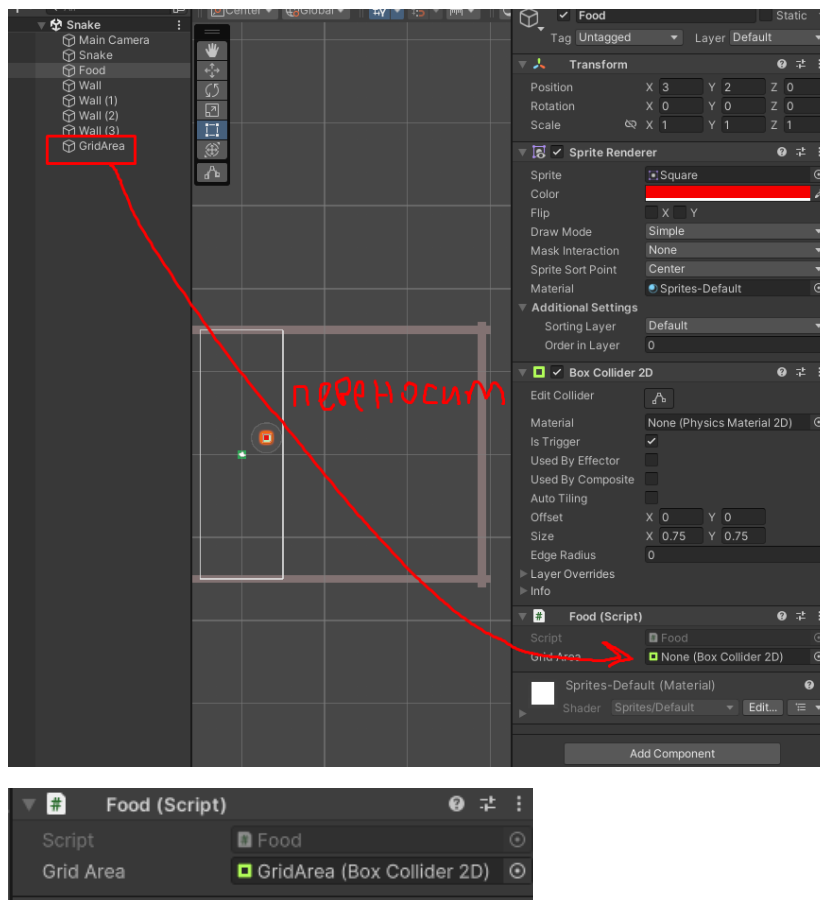 Snake
Main Camera
Snake
Food
Wall
Wall (1)
Wall (2)
Wall (3)
GridArea
Center
Global
переносим
Food
Static
Tag Untagged Layer Default
Transform
Position X 3 Y 2 Z 0
Rotation X 0 Y 0 Z 0
Scale X 1 Y 1 Z 1
Sprite Renderer
Sprite Square
Color
Flip X Y
Draw Mode Simple
Mask Interaction None
Sprite Sort Point Center
Material Sprites-Default
Additional Settings
Sorting Layer Default
Order in Layer 0
Box Collider 2D
Edit Collider
Material None (Physics Material 2D)
Is Trigger
Used By Effector
Used By Composite
Auto Tiling
Offset X 0 Y 0
Size X 0.75 Y 0.75
Edge Radius 0
Layer Overrides
Info
# Food (Script)
Script Food
Grid Area None (Box Collider 2D)
Sprites-Default (Material)
Shader Sprites/Default Edit...
Add Component
# Food (Script)
Script # Food
Grid Area GridArea (Box Collider 2D)